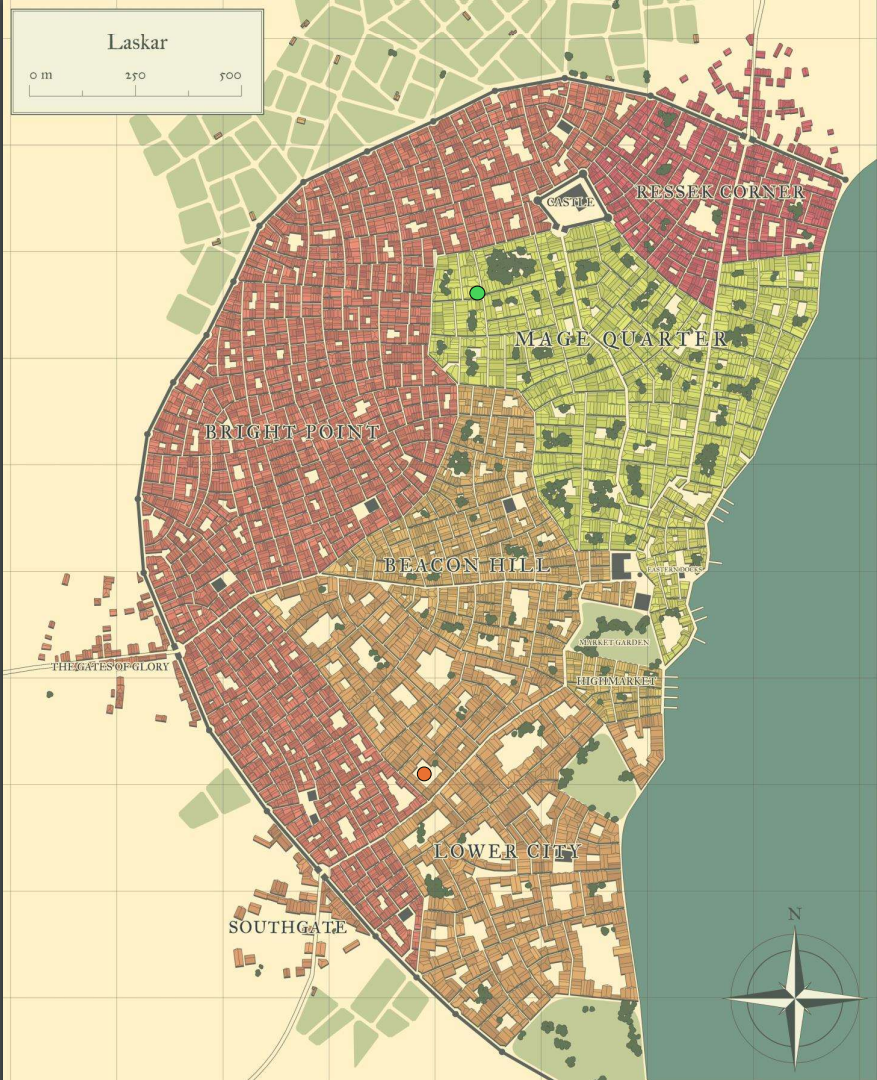 Laskar
0 m 250 500
RESSEK CORNER
CASTLE
MAGE QUARTER
BRIGHT POINT
BEACON HILL
EASTERN DOCKS
MARKET GARDEN
THE GATES OF GLORY
HIGHMARKET
LOWER CITY
SOUTHGATE
N